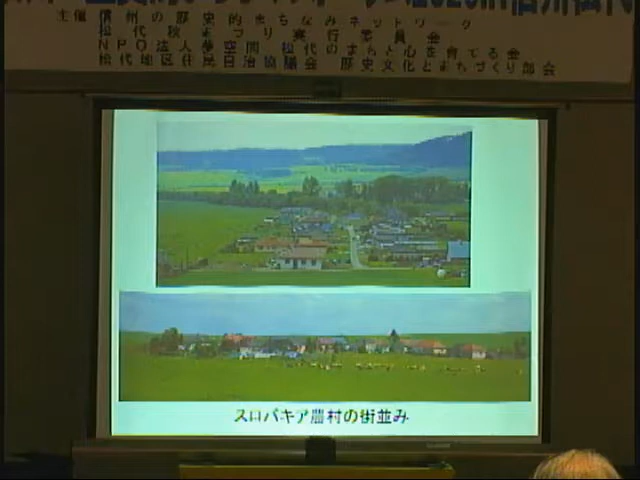 主催 信州の歴史的まちなみネットワーク
松代秋まつり実行委員会
NPO法人夢空間 松代のまちと心を育てる会
松代地区住民自治協議会 歴史文化とまちづくり部会
スロバキア農村の街並み